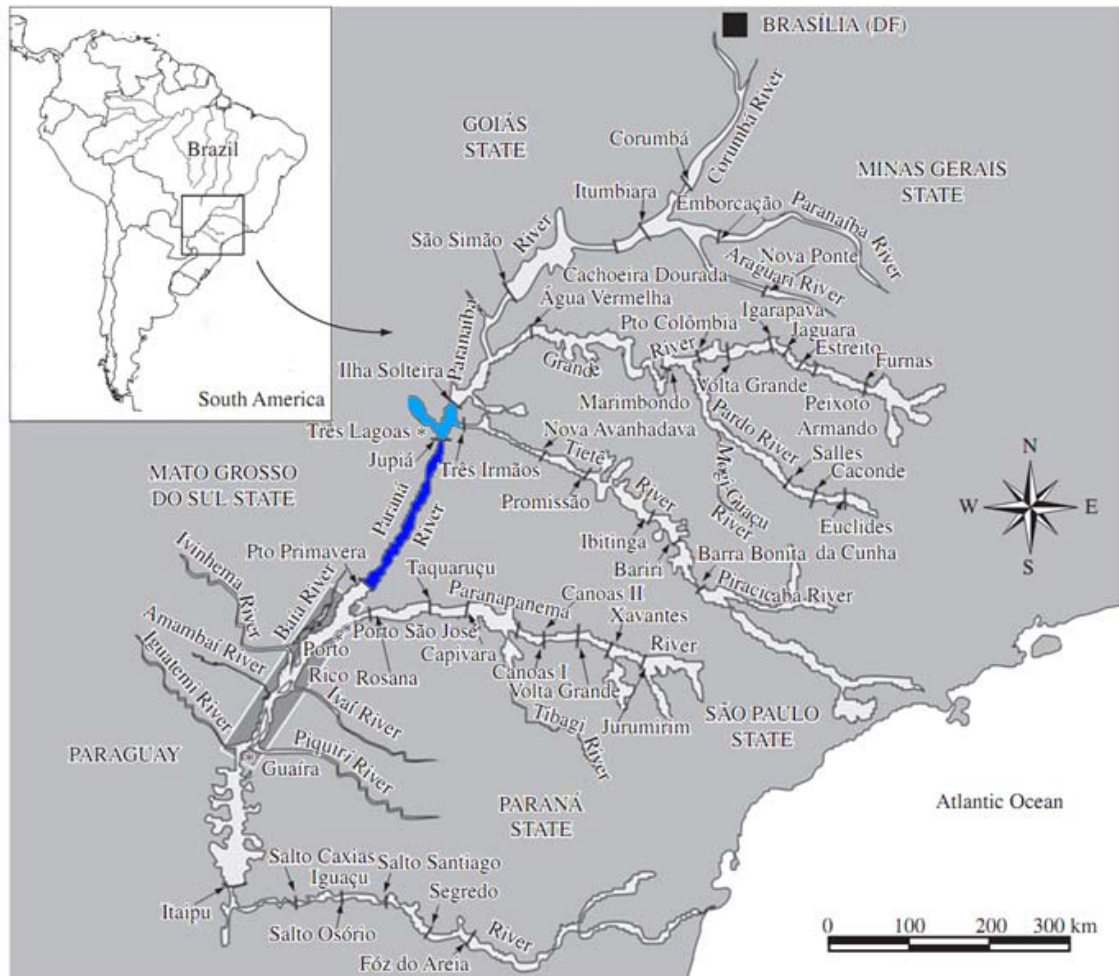 BRASÍLIA (DF)
GOIÁS
STATE
Corumbá
Corumbá River
MINAS GERAIS
STATE
Brazil
Itumbiara
Emborcação
Paranaíba River
São Simão
River
Nova Ponte
Araguari River
Cachoeira Dourada
Água Vermelha
Igarapava
Jaguara
Pto Colômbia
Estreito
Paranaíba
Grande
River
Furnas
Ilha Solteira
Volta Grande
South America
Marimbondo
Peixoto
Armando
Três Lagoas *
Nova Avanhadava
Pardo River
Jupiá
Três Irmãos
Tietê
Salles
N
MATO GROSSO
DO SUL STATE
Caconde
Paraná
River
Promissão
River
Mogi-Guaçu
River
W
E
Euclides
da Cunha
Ibitinga
S
Ivinhema
River
Pto Primavera
Bariri
Barra Bonita
Baía River
Taquaruçu
Piracicaba River
Paranapanema
Canoas II
Xavantes
Amambaí River
Porto São José
Porto
Rico
*
*
Capivara
River
Iguatemi River
Rosana
Canoas I
Volta Grande
Ivaí River
Jurumirim
SÃO PAULO
STATE
Tibagi River
PARAGUAY
Piquiri River
* Guaíra
PARANÁ
STATE
Atlantic Ocean
Salto Caxias
Salto Santiago
Iguaçu
Segredo
Itaipu
Salto Osório
River
Fóz do Areia
0 100 200 300 km